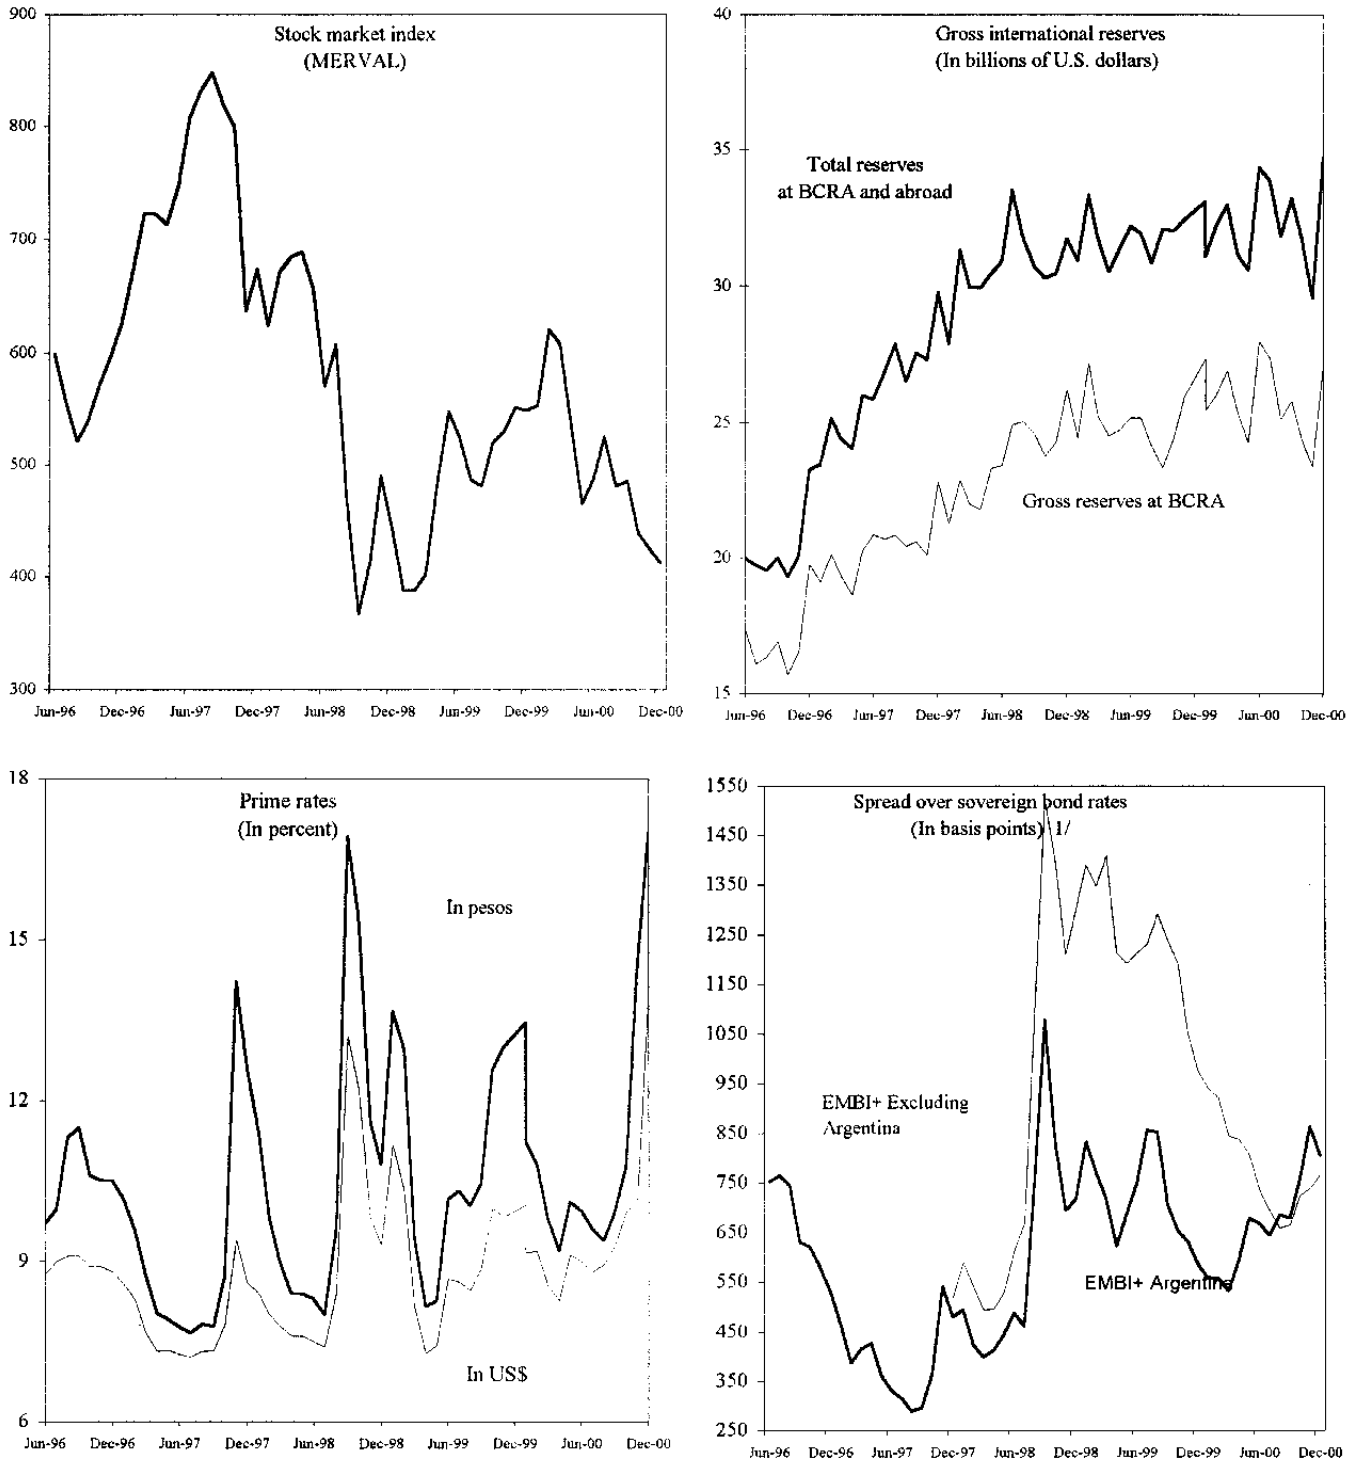 Stock market index
(MERVAL)
900
800
700
600
500
400
300
Jun-96 Dec-96 Jun-97 Dec-97 Jun-98 Dec-98 Jun-99 Dec-99 Jun-00 Dec-00
Gross international reserves
(In billions of U.S. dollars)
40
35
30
25
20
15
Total reserves
at BCRA and abroad
Gross reserves at BCRA
Jun-96 Dec-96 Jun-97 Dec-97 Jun-98 Dec-98 Jun-99 Dec-99 Jun-00 Dec-00
Prime rates
(In percent)
18
15
12
9
6
In pesos
In US$
Jun-96 Dec-96 Jun-97 Dec-97 Jun-98 Dec-98 Jun-99 Dec-99 Jun-00 Dec-00
Spread over sovereign bond rates
(In basis points) 1/
1550
1450
1350
1250
1150
1050
950
850
750
650
550
450
350
250
EMBI+ Excluding
Argentina
EMBI+ Argentina
Jun-96 Dec-96 Jun-97 Dec-97 Jun-98 Dec-98 Jun-99 Dec-99 Jun-00 Dec-00